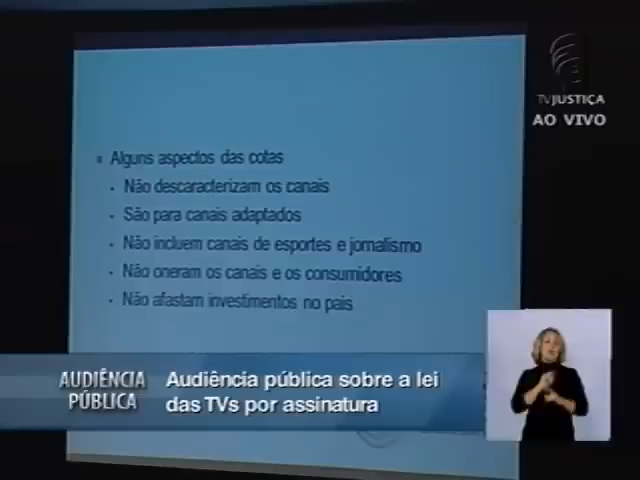 TVJUSTIÇA
AO VIVO
Alguns aspectos das cotas
Não descaracterizam os canais
São para canais adaptados
Não incluem canais de esportes e jornalismo
Não oneram os canais e os consumidores
Não afastam investimentos no país
AUDIÊNCIA
PÚBLICA
Audiência pública sobre a lei
das TVs por assinatura